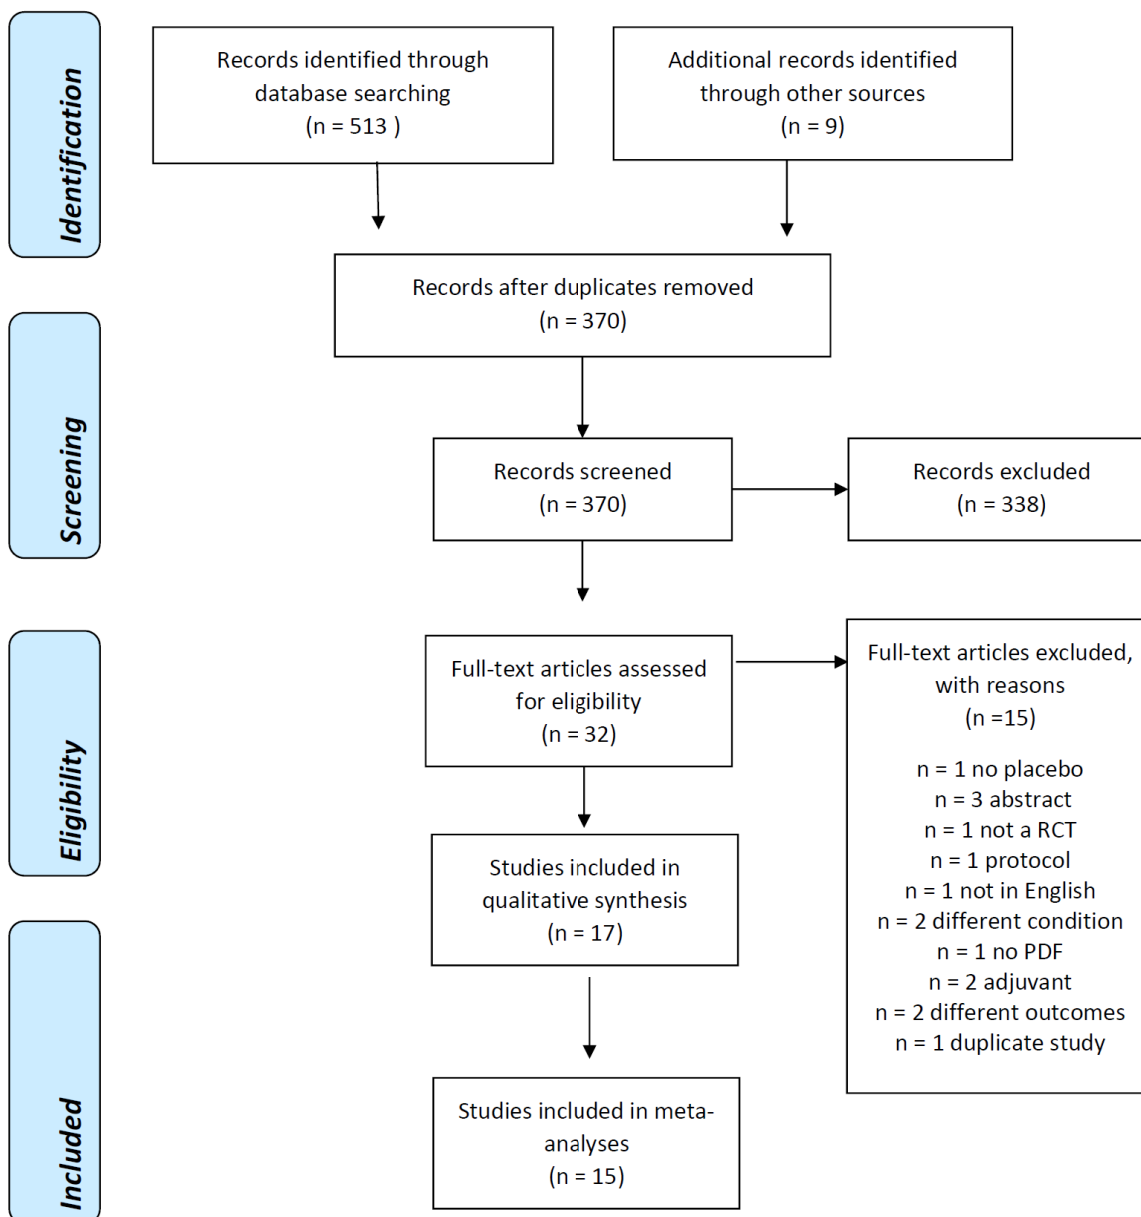 Identification
Records identified through
database searching
(n = 513 )
Additional records identified
through other sources
(n = 9)
Records after duplicates removed
(n = 370)
Screening
Records screened
(n = 370)
Records excluded
(n = 338)
Eligibility
Full-text articles assessed
for eligibility
(n = 32)
Full-text articles excluded,
with reasons
(n =15)
n = 1 no placebo
n = 3 abstract
n = 1 not a RCT
n = 1 protocol
n = 1 not in English
n = 2 different condition
n = 1 no PDF
n = 2 adjuvant
n = 2 different outcomes
n = 1 duplicate study
Studies included in
qualitative synthesis
(n = 17)
Included
Studies included in meta-
analyses
(n = 15)